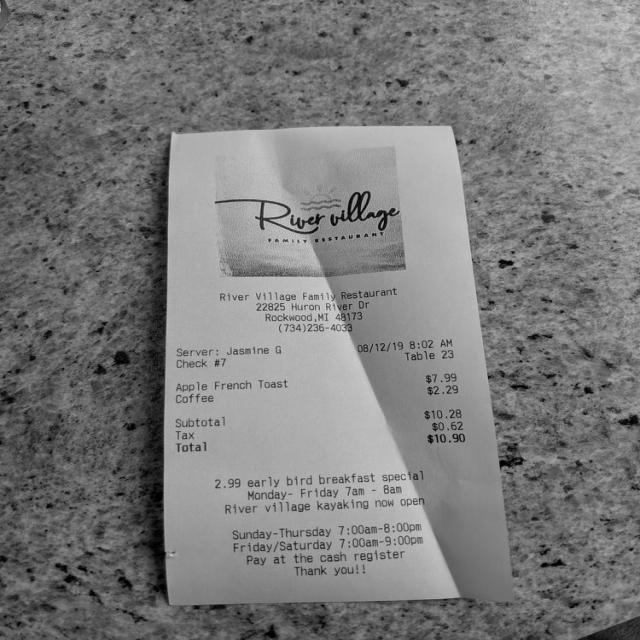 River village
FAMILY RESTAURANT
River Village Family Restaurant
22825 Huron River Dr
Rockwood,MI 48173
(734)236-4033
Server: Jasmine G 08/12/19 8:02 AM
Check #7 Table 23
Apple French Toast $7.99
Coffee $2.29
Subtotal $10.28
Tax $0.62
Total $10.90
2.99 early bird breakfast special
Monday- Friday 7am - 8am
River village kayaking now open
Sunday-Thursday 7:00am-8:00pm
Friday/Saturday 7:00am-9:00pm
Pay at the cash register
Thank you!!